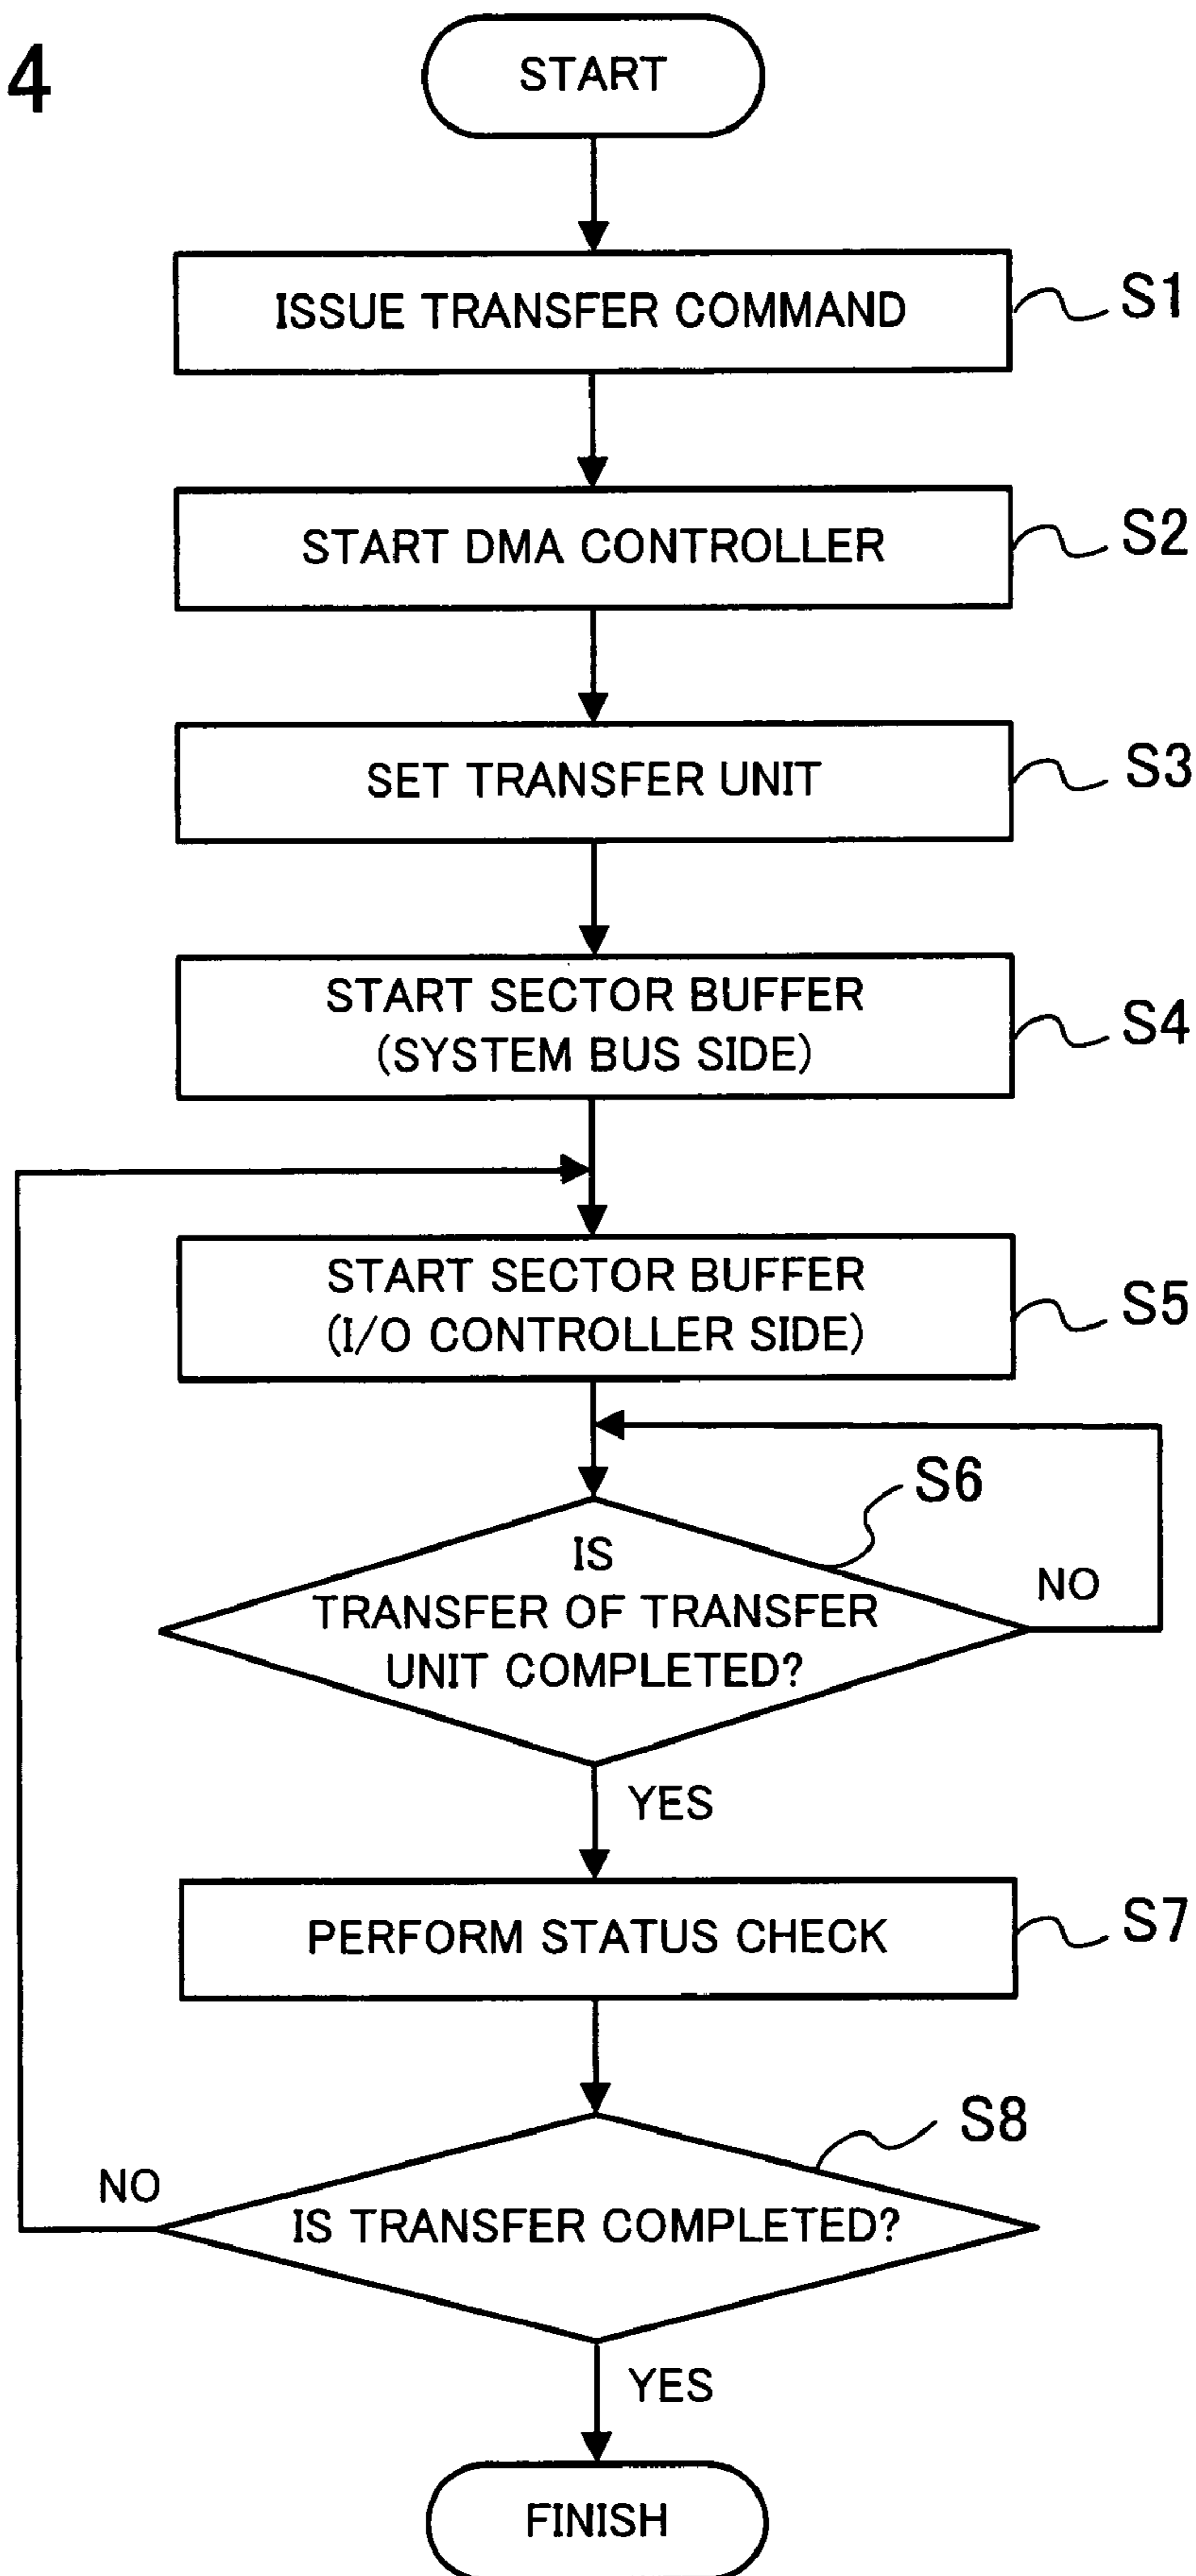 4
START
ISSUE TRANSFER COMMAND
S1
START DMA CONTROLLER
S2
SET TRANSFER UNIT
S3
START SECTOR BUFFER
(SYSTEM BUS SIDE)
S4
START SECTOR BUFFER
(I/O CONTROLLER SIDE)
S5
S6
IS
TRANSFER OF TRANSFER
UNIT COMPLETED?
NO
YES
PERFORM STATUS CHECK
S7
S8
NO
IS TRANSFER COMPLETED?
YES
FINISH